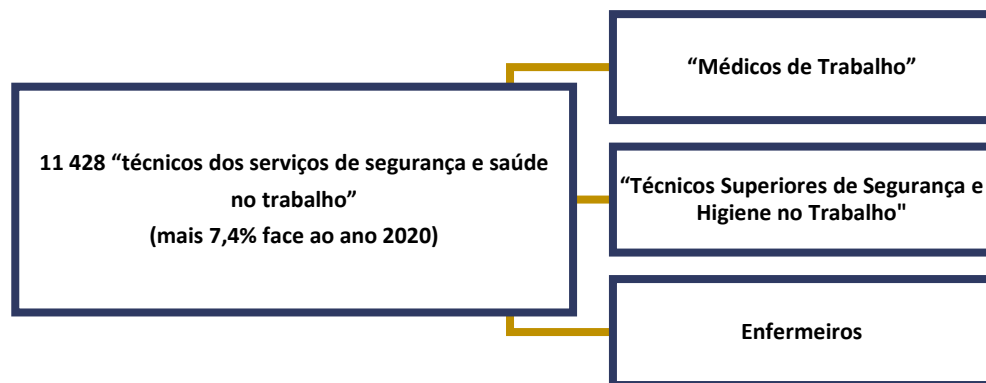 “Médicos de Trabalho”
11 428 “técnicos dos serviços de segurança e saúde
no trabalho”
(mais 7,4% face ao ano 2020)
“Técnicos Superiores de Segurança e
Higiene no Trabalho"
Enfermeiros